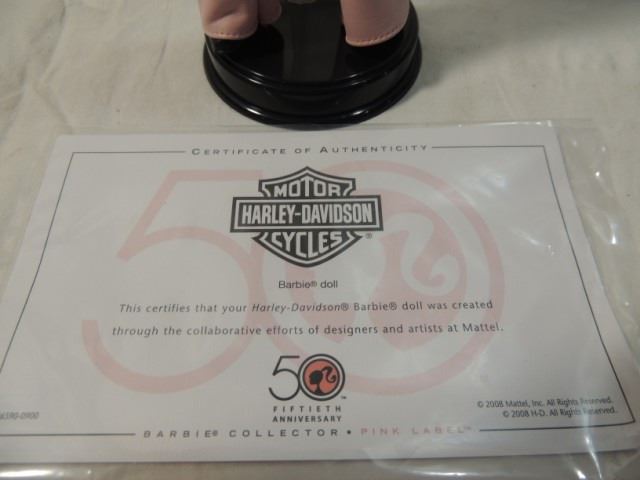 CERTIFICATE OF AUTHENTICITY
MOTOR
HARLEY-DAVIDSON
CYCLES®
Barbie® doll
This certifies that your Harley-Davidson® Barbie® doll was created
through the collaborative efforts of designers and artists at Mattel.
50
50™
FIFTIETH
ANNIVERSARY
© 2008 Mattel, Inc. All Rights Reserved.
© 2008 H-D. All Rights Reserved.
BARBIE® COLLECTOR • PINK LABEL™